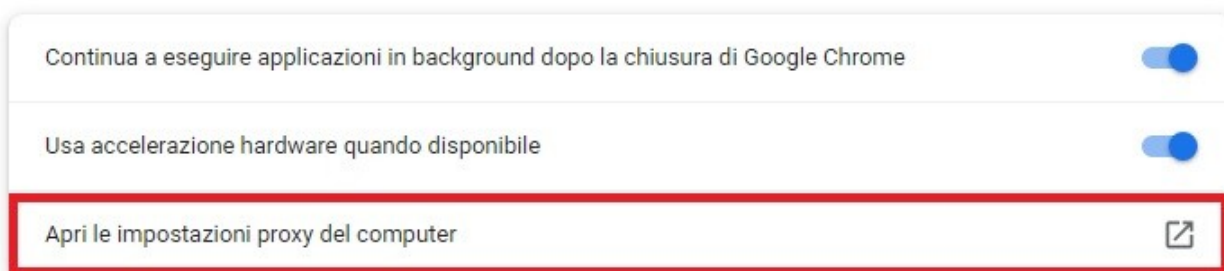 Continua a eseguire applicazioni in background dopo la chiusura di Google Chrome
Usa accelerazione hardware quando disponibile
Apri le impostazioni proxy del computer